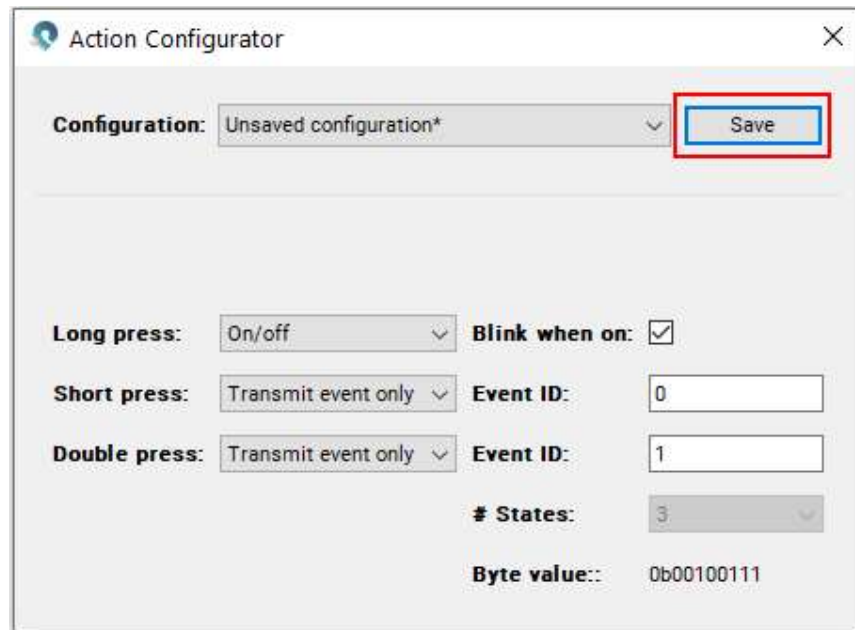 Action Configurator
Configuration: Unsaved configuration* Save
Long press: On/off Blink when on:
Short press: Transmit event only Event ID: 0
Double press: Transmit event only Event ID: 1
# States: 3
Byte value:: 0b00100111